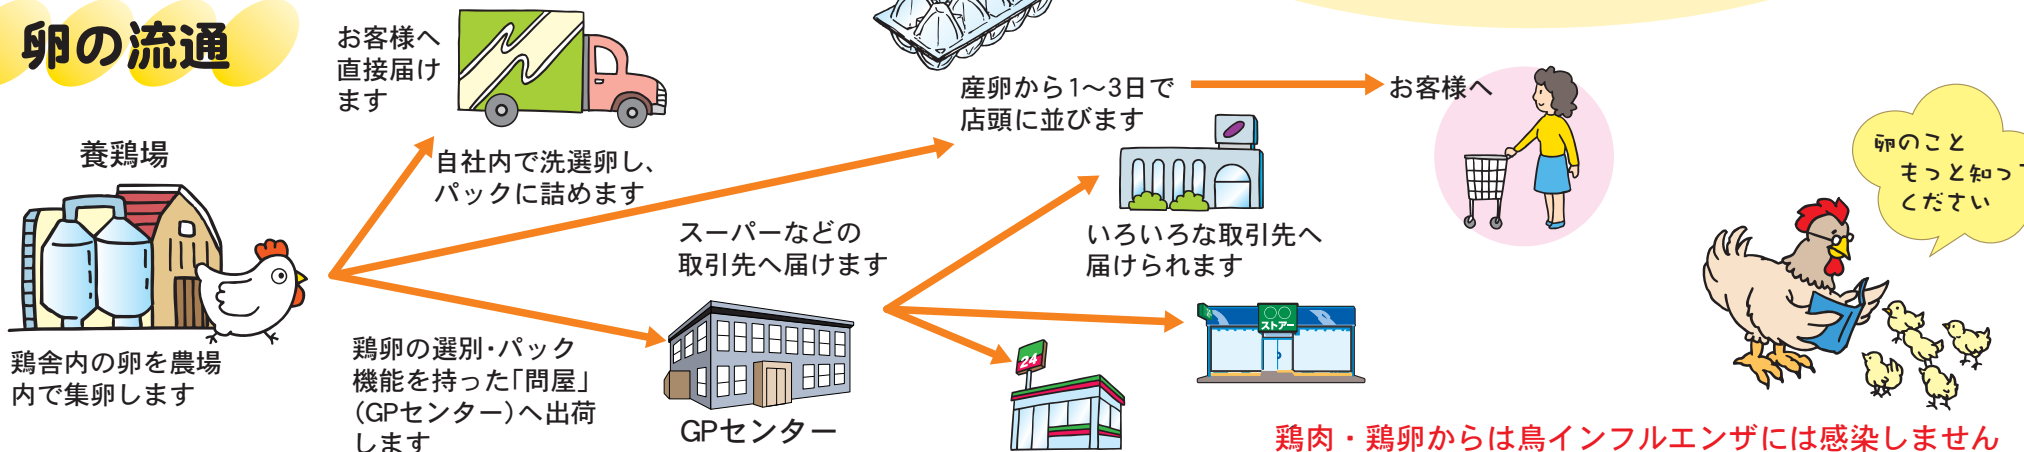 卵の流通
お客様へ
直接届け
ます
養鶏場
鶏舎内の卵を農場
内で集卵します
自社内で洗選卵し、
パックに詰めます
鶏卵の選別・パック
機能を持った「問屋」
（GPセンター）へ出荷
します
スーパーなどの
取引先へ届けます
GPセンター
産卵から1〜3日で
店頭に並びます
お客様へ
いろいろな取引先へ
届けられます
24
〇〇
ストアー
卵のこと
もっと知って
ください
鶏肉・鶏卵からは鳥インフルエンザには感染しません